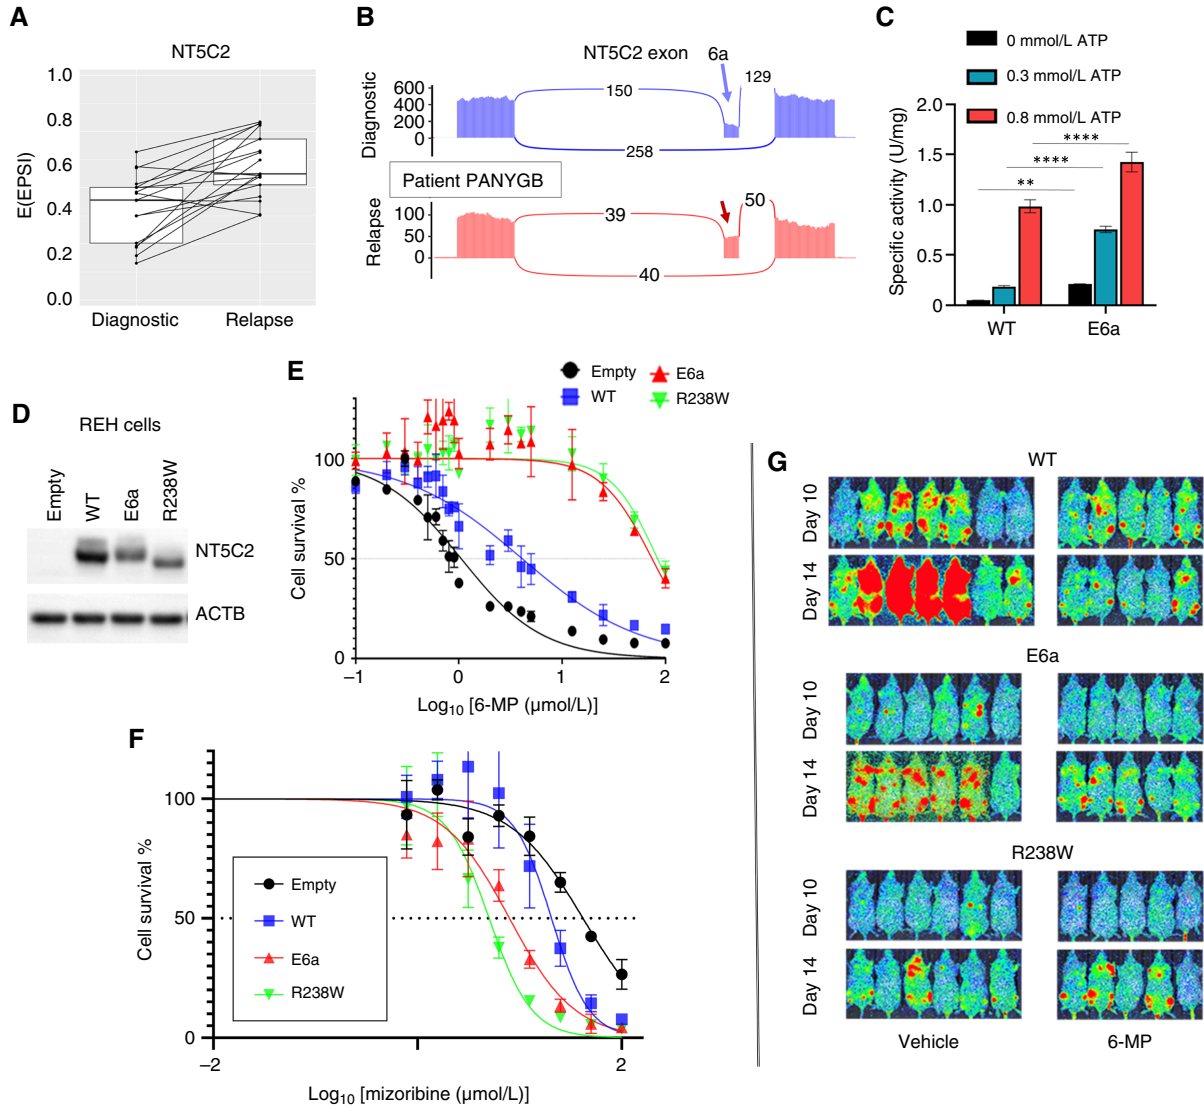 A
NT5C2
E(EPSI)
1.0
0.8
0.6
0.4
0.2
0.0
Diagnostic
Relapse
B
NT5C2 exon
6a
129
150
258
Diagnostic
600
400
200
0
Patient PANYGB
39
50
40
Relapse
100
50
0
C
0 mmol/L ATP
0.3 mmol/L ATP
0.8 mmol/L ATP
Specific activity (U/mg)
2.0
1.5
1.0
0.5
0
****
****
**
WT
E6a
D
REH cells
Empty
WT
E6a
R238W
NT5C2
ACTB
E
Empty
WT
E6a
R238W
Cell survival %
100
50
0
−1
0
1
2
Log10 [6-MP (μmol/L)]
F
Cell survival %
100
50
0
Empty
WT
E6a
R238W
−2
2
Log10 [mizoribine (μmol/L)]
G
WT
Day 10
Day 14
E6a
Day 10
Day 14
R238W
Day 10
Day 14
Vehicle
6-MP